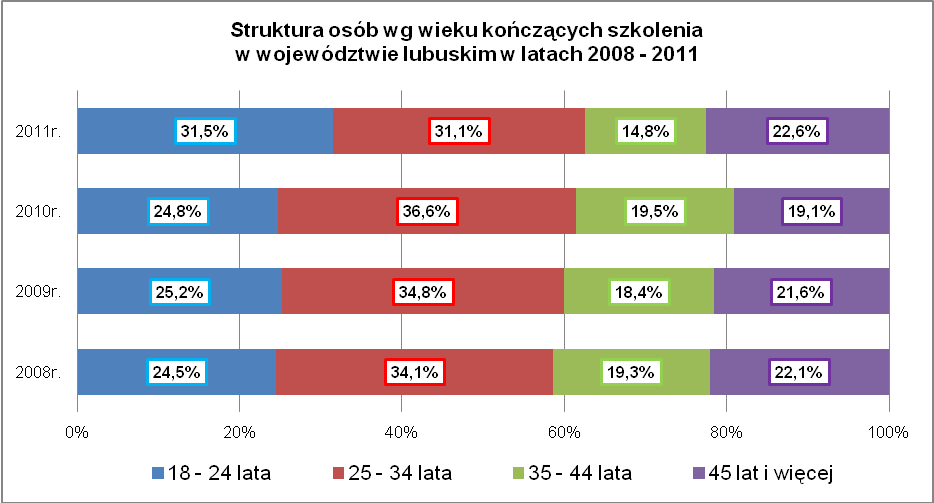 Struktura osób wg wieku kończących szkolenia
w województwie lubuskim w latach 2008 - 2011
2011r.
31,5%
31,1%
14,8%
22,6%
2010r.
24,8%
36,6%
19,5%
19,1%
2009r.
25,2%
34,8%
18,4%
21,6%
2008r.
24,5%
34,1%
19,3%
22,1%
0%
20%
40%
60%
80%
100%
18 - 24 lata
25 - 34 lata
35 - 44 lata
45 lat i więcej